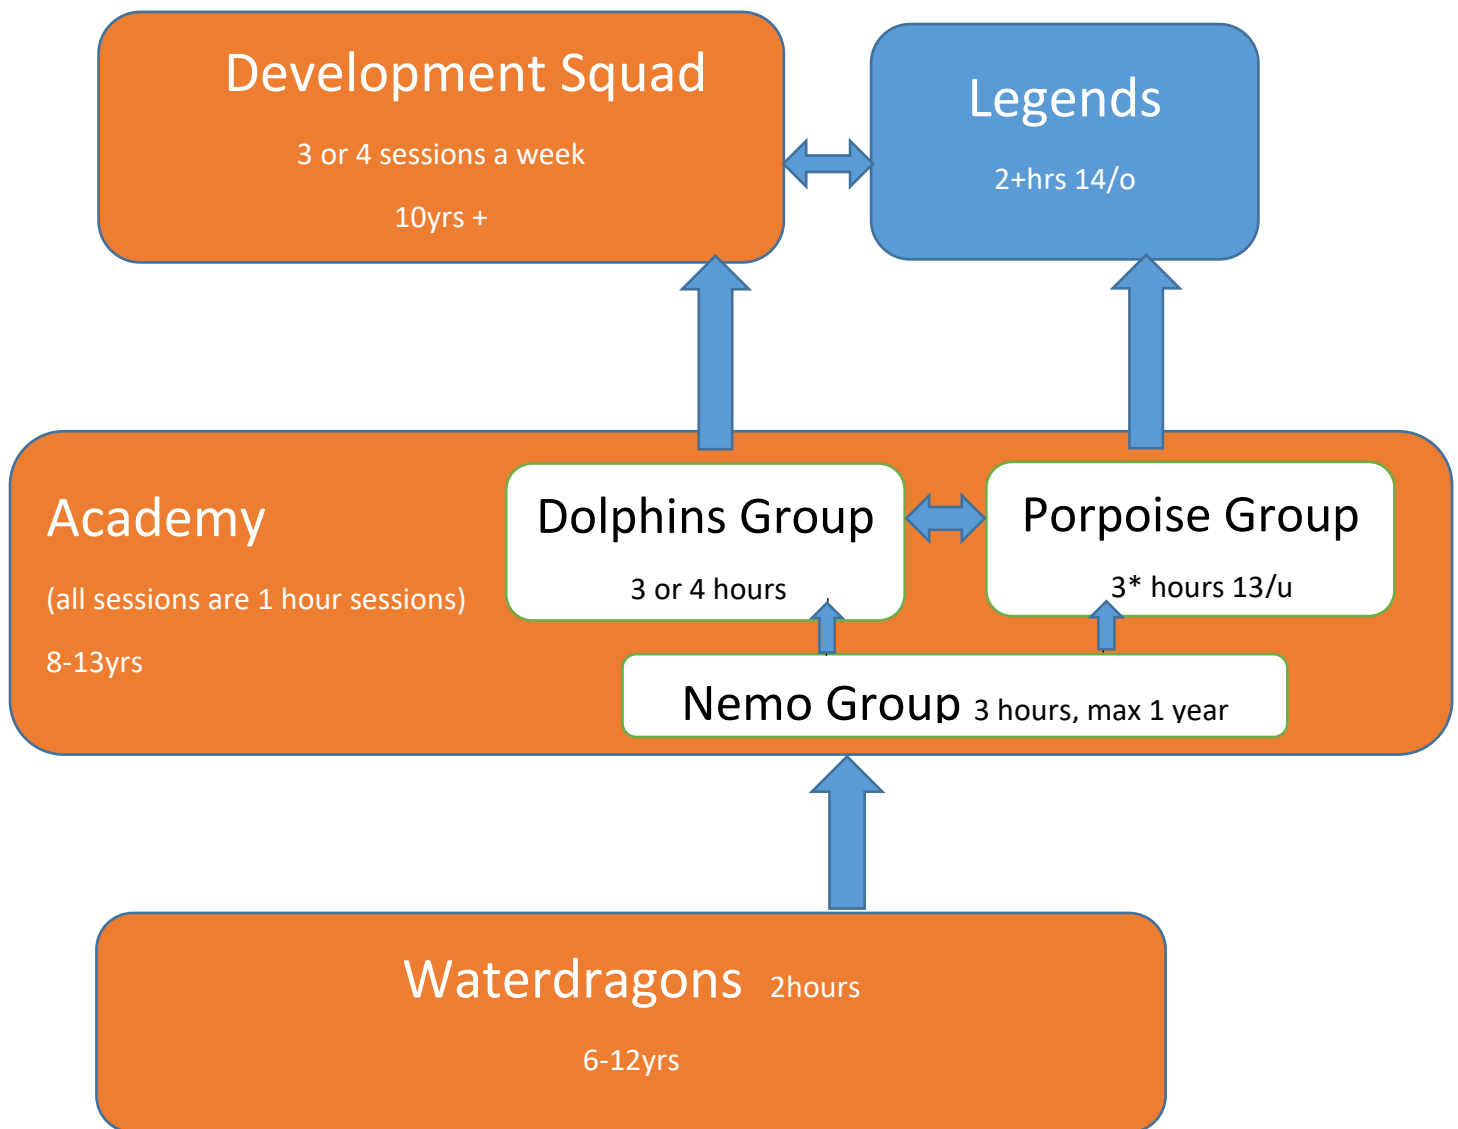 Development Squad
3 or 4 sessions a week
10yrs +
Legends
2+hrs 14/o
Academy
(all sessions are 1 hour sessions)
8-13yrs
Dolphins Group
3 or 4 hours
Porpoise Group
3* hours 13/u
Nemo Group 3 hours, max 1 year
Waterdragons 2hours
6-12yrs